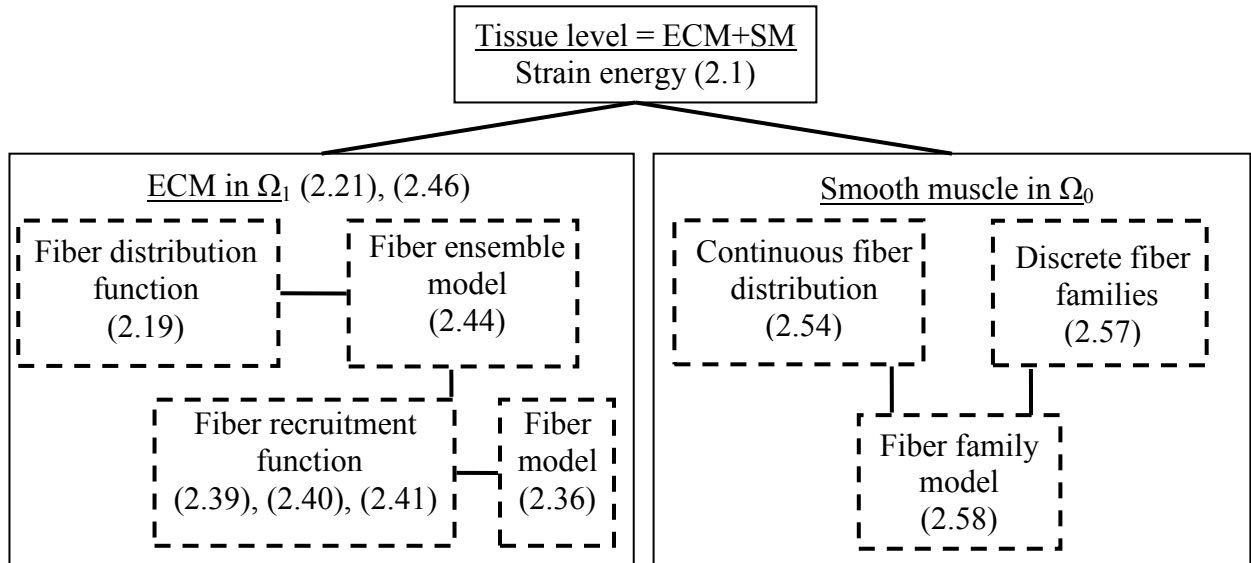 Tissue level = ECM+SM
Strain energy (2.1)
ECM in Ω₁ (2.21), (2.46)
Fiber distribution
function
(2.19)
Fiber ensemble
model
(2.44)
Fiber recruitment
function
(2.39), (2.40), (2.41)
Fiber
model
(2.36)
Smooth muscle in Ω₀
Continuous fiber
distribution
(2.54)
Discrete fiber
families
(2.57)
Fiber family
model
(2.58)